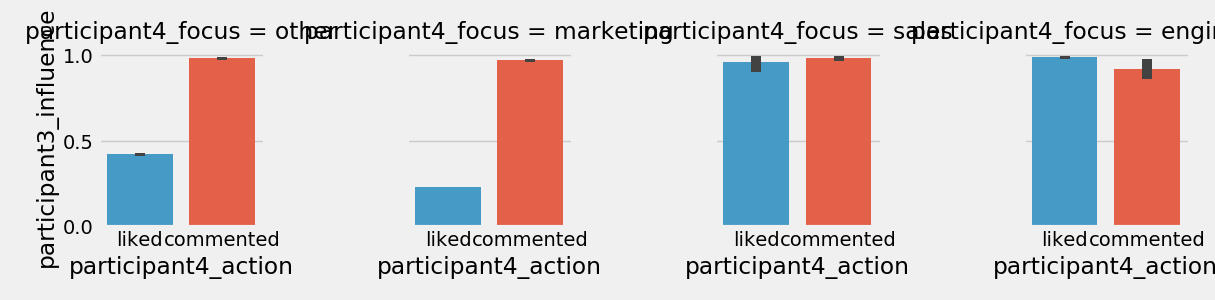 participant4_focus = other
participant4_focus = marketing
participant4_focus = sales
participant4_focus = engin
participant3_influence
1.0
0.5
0.0
liked commented
liked commented
liked commented
liked commented
participant4_action
participant4_action
participant4_action
participant4_action